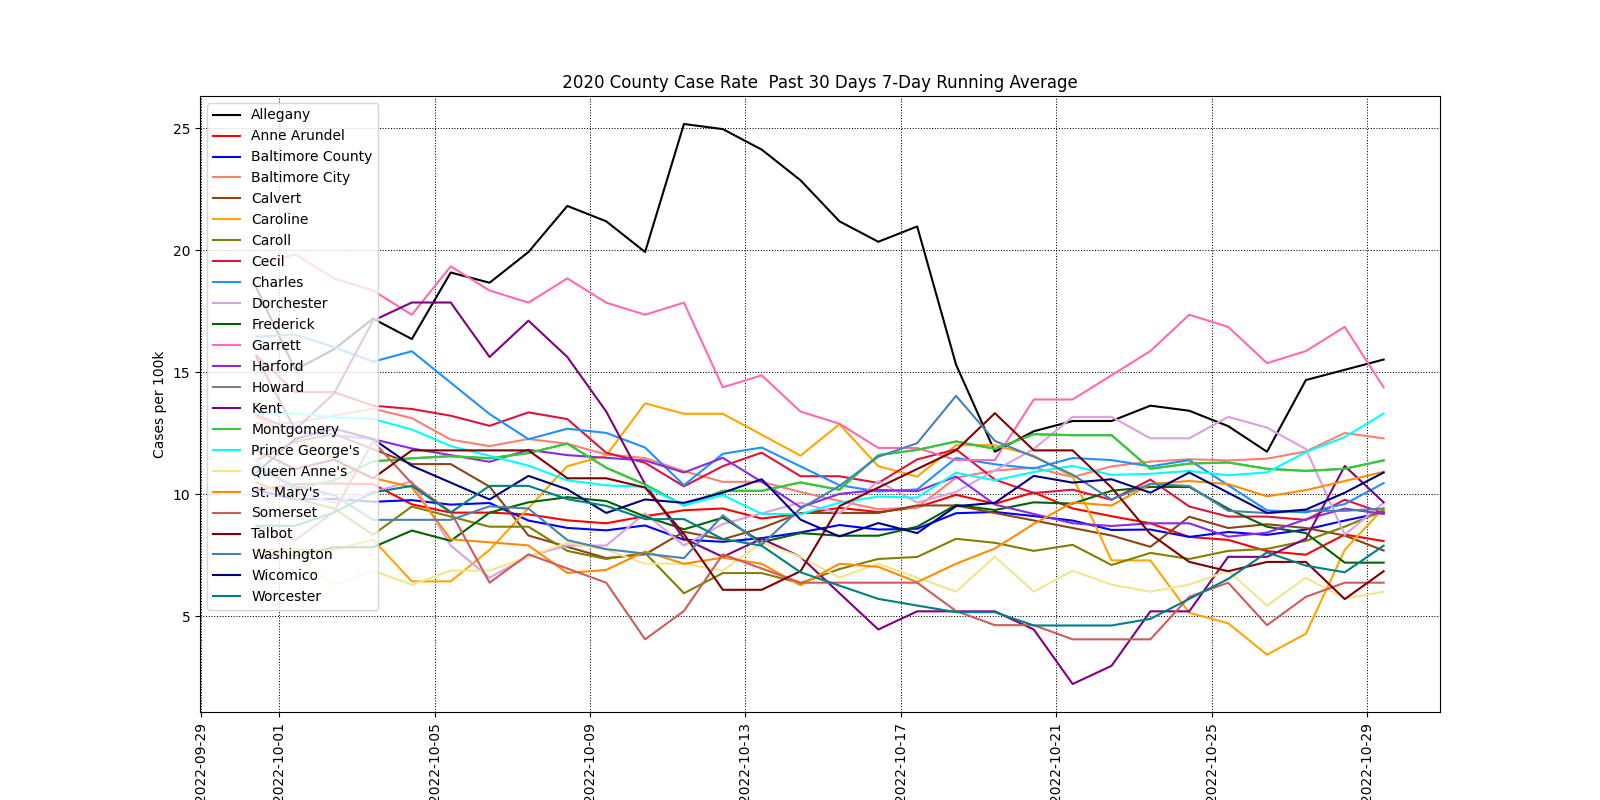 2020 County Case Rate  Past 30 Days 7-Day Running Average
Cases per 100k
25
20
15
10
5
Allegany
Anne Arundel
Baltimore County
Baltimore City
Calvert
Caroline
Caroll
Cecil
Charles
Dorchester
Frederick
Garrett
Harford
Howard
Kent
Montgomery
Prince George's
Queen Anne's
St. Mary's
Somerset
Talbot
Washington
Wicomico
Worcester
2022-09-29
2022-10-01
2022-10-05
2022-10-09
2022-10-13
2022-10-17
2022-10-21
2022-10-25
2022-10-29